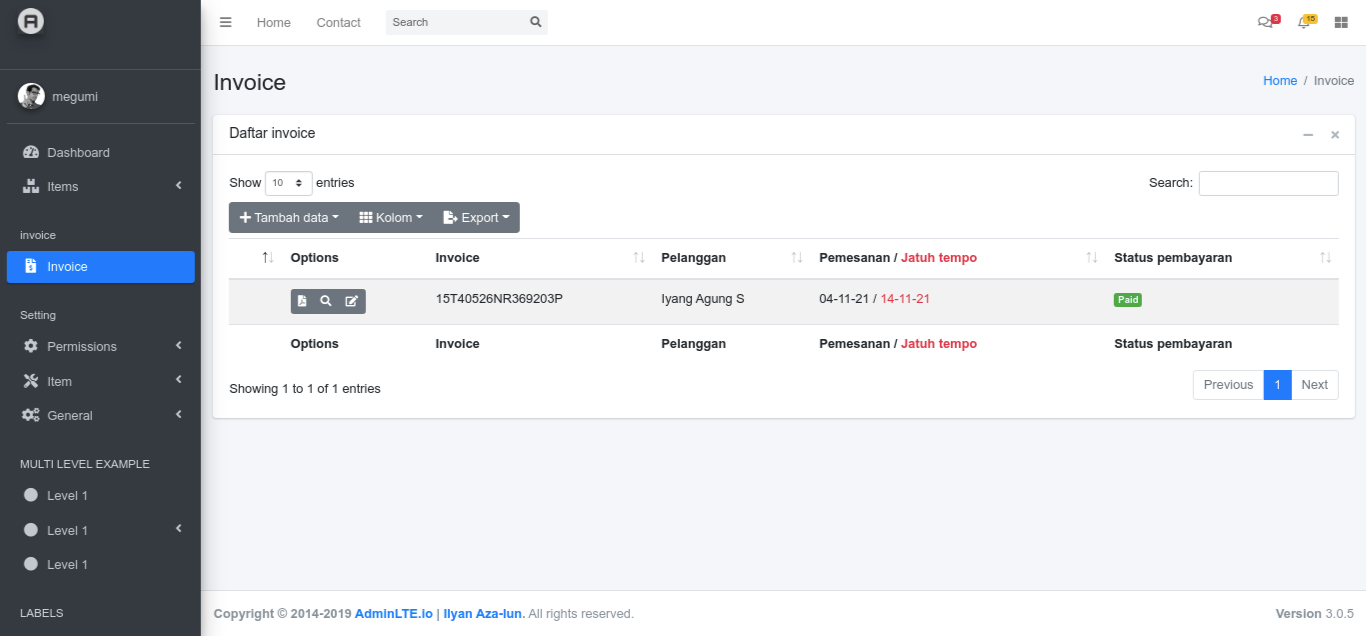 A
megumi
Dashboard
Items
invoice
Invoice
Setting
Permissions
Item
General
MULTI LEVEL EXAMPLE
Level 1
Level 1
Level 1
LABELS
Home Contact Search 3 15
Invoice
Home / Invoice
Daftar invoice
Show 10 entries Search:
Tambah data Kolom Export
Options Invoice Pelanggan Pemesanan / Jatuh tempo Status pembayaran
15T40526NR369203P Iyang Agung S 04-11-21 / 14-11-21 Paid
Options Invoice Pelanggan Pemesanan / Jatuh tempo Status pembayaran
Showing 1 to 1 of 1 entries Previous 1 Next
Copyright © 2014-2019 AdminLTE.io | Ilyan Aza-lun. All rights reserved. Version 3.0.5